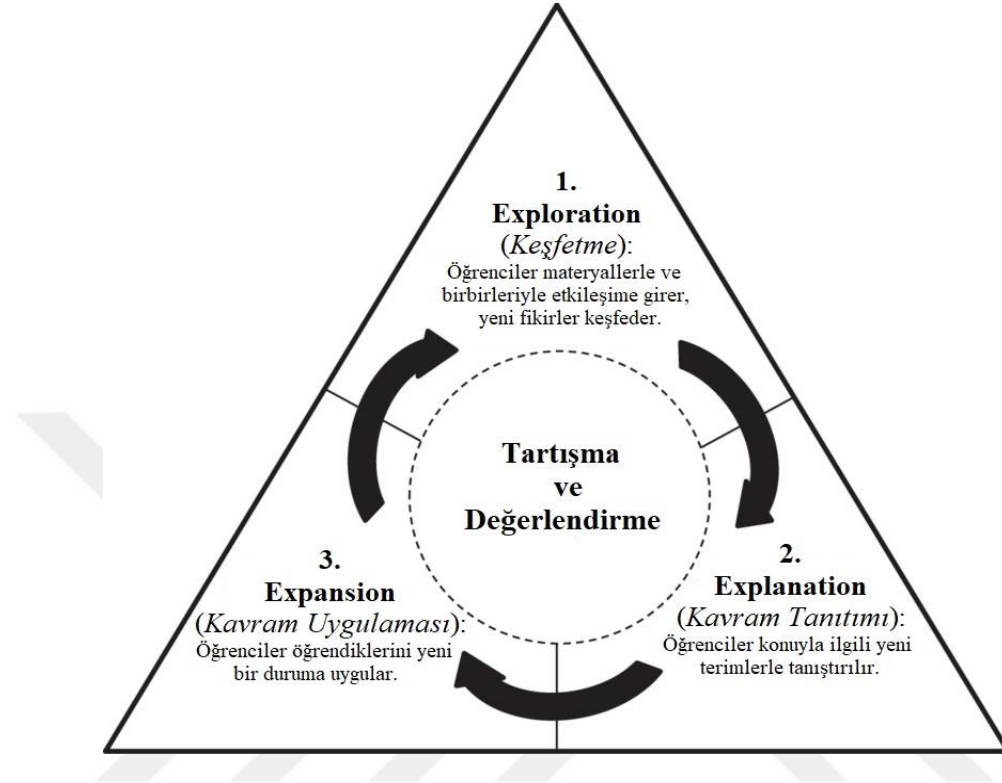 1.
Exploration
(Keşfetme):
Öğrenciler materyallerle ve
birbirleriyle etkileşime girer,
yeni fikirler keşfeder.
Tartışma
ve
Değerlendirme
2.
Explanation
(Kavram Tanıtımı):
Öğrenciler konuyla ilgili yeni
terimlerle tanıştırılır.
3.
Expansion
(Kavram Uygulaması):
Öğrenciler öğrendiklerini yeni
bir duruma uygular.